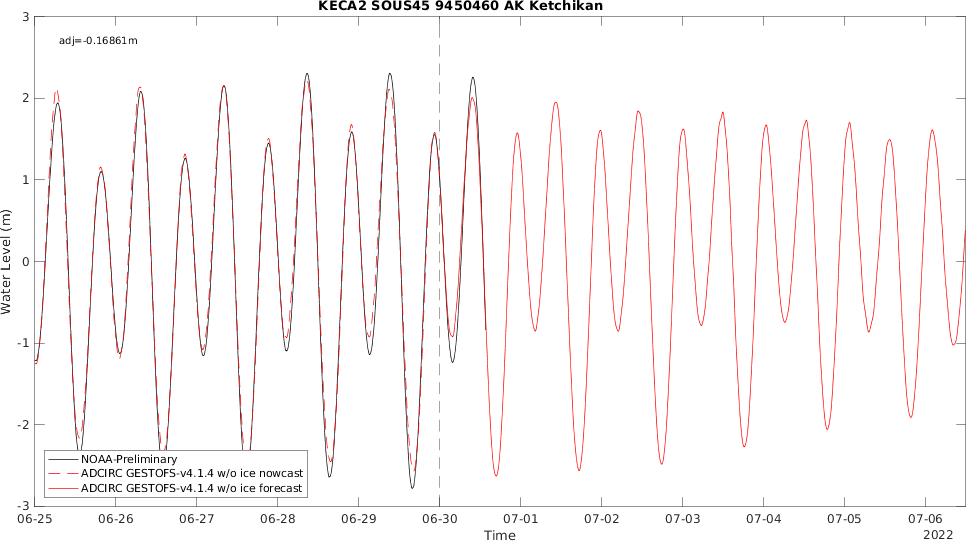 KECA2 SOUS45 9450460 AK Ketchikan
adj=-0.16861m
3
2
1
0
-1
-2
-3
Water Level (m)
NOAA-Preliminary
ADCIRC GESTOFS-v4.1.4 w/o ice nowcast
ADCIRC GESTOFS-v4.1.4 w/o ice forecast
06-25 06-26 06-27 06-28 06-29 06-30 07-01 07-02 07-03 07-04 07-05 07-06
Time
2022